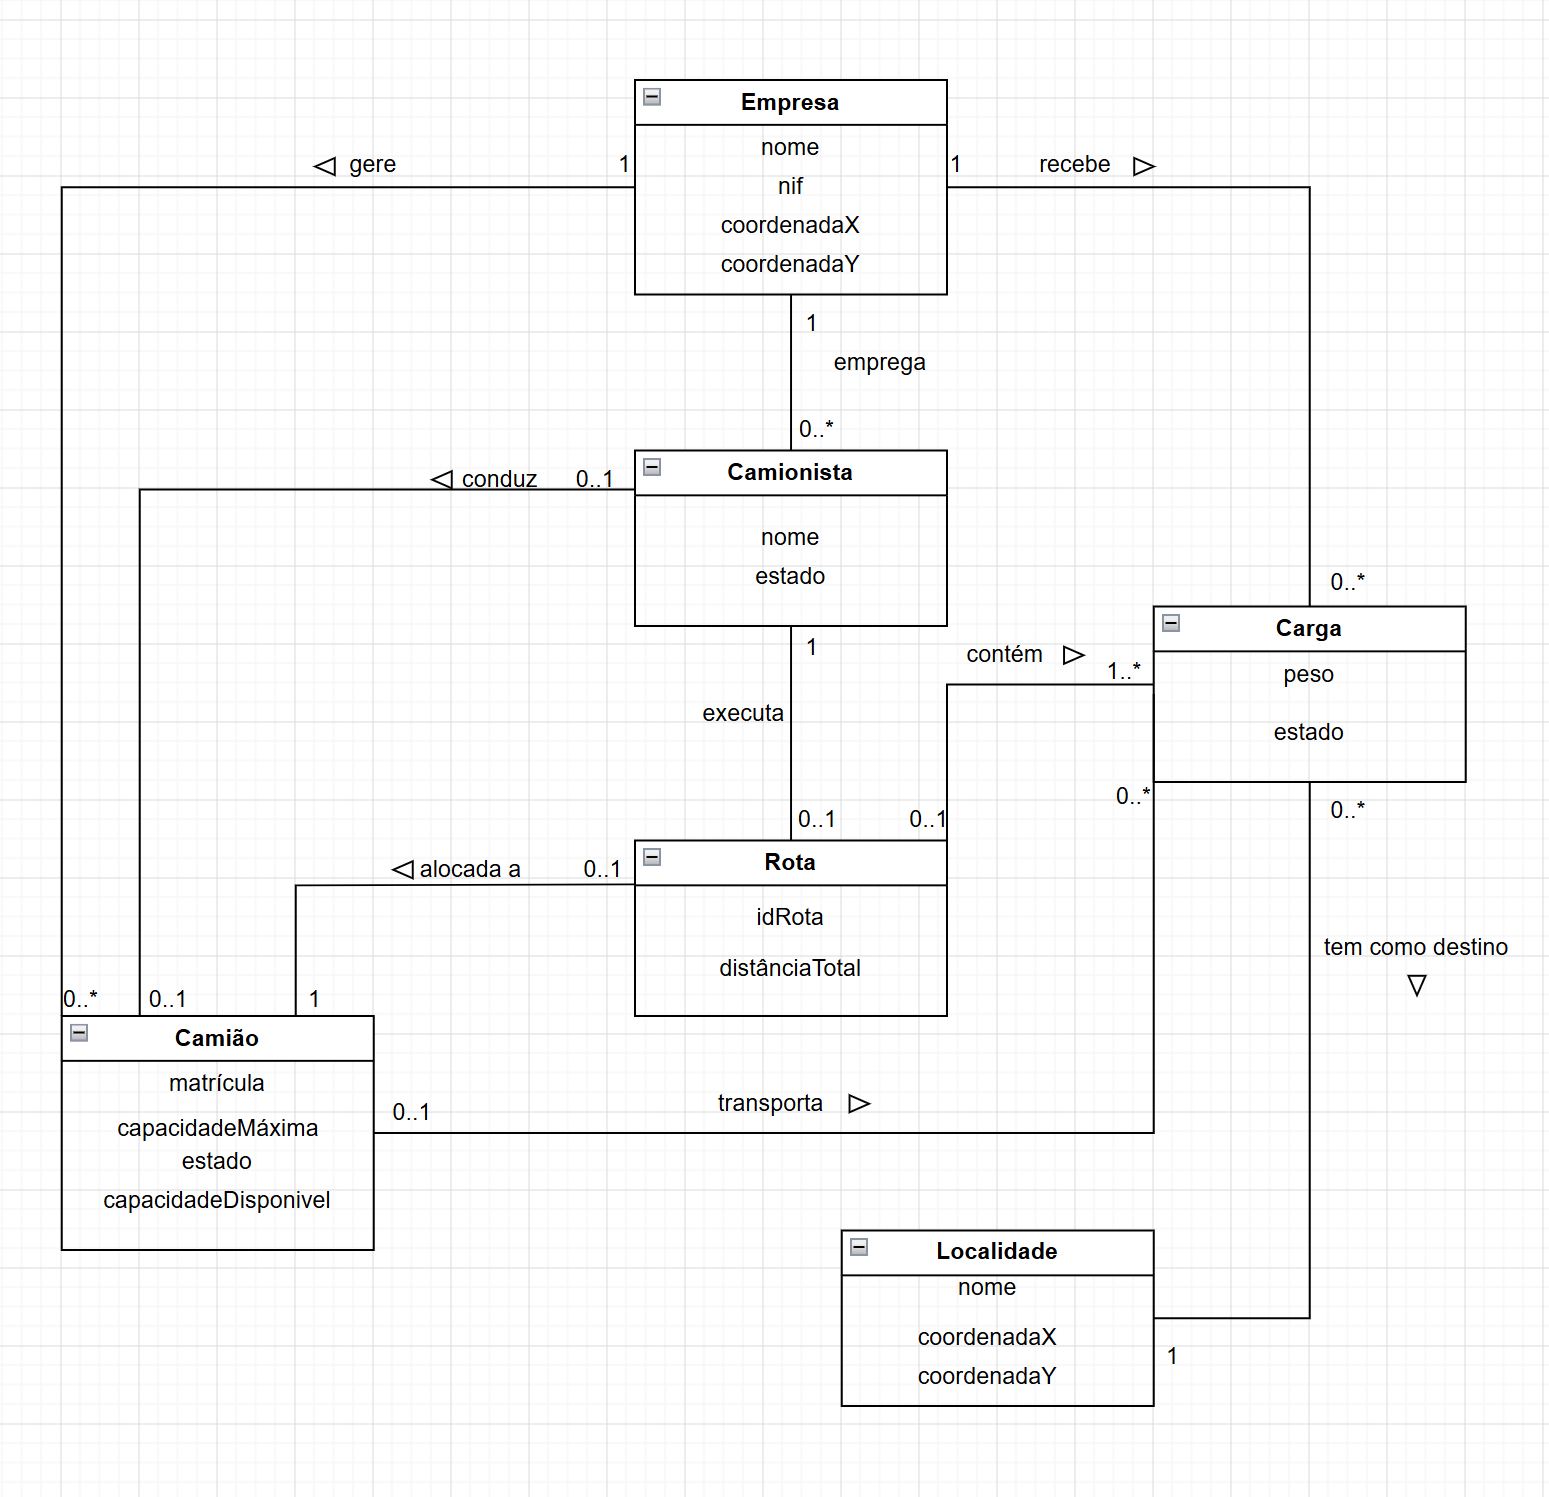 Empresa
nome
nif
coordenadaX
coordenadaY
gere
1
1
recebe
1
emprega
0..*
conduz
0..1
Camionista
nome
estado
0..*
Carga
peso
estado
1
executa
contém
1..*
0..1
0..1
0..*
0..*
alocada a
0..1
Rota
idRota
distânciaTotal
tem como destino
0..*
0..1
1
Camião
matrícula
capacidadeMáxima
estado
capacidadeDisponivel
0..1
transporta
Localidade
nome
coordenadaX
coordenadaY
1